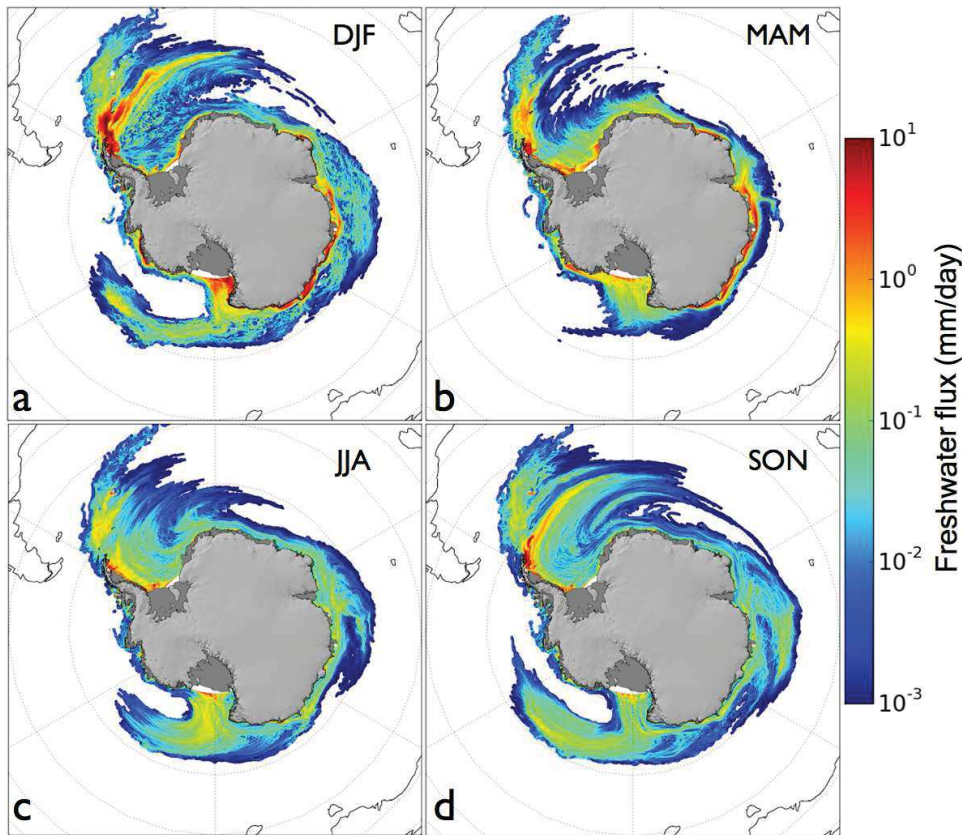 DJF
a
MAM
b
JJA
c
SON
d
10^1
10^0
10^-1
10^-2
10^-3
Freshwater flux (mm/day)